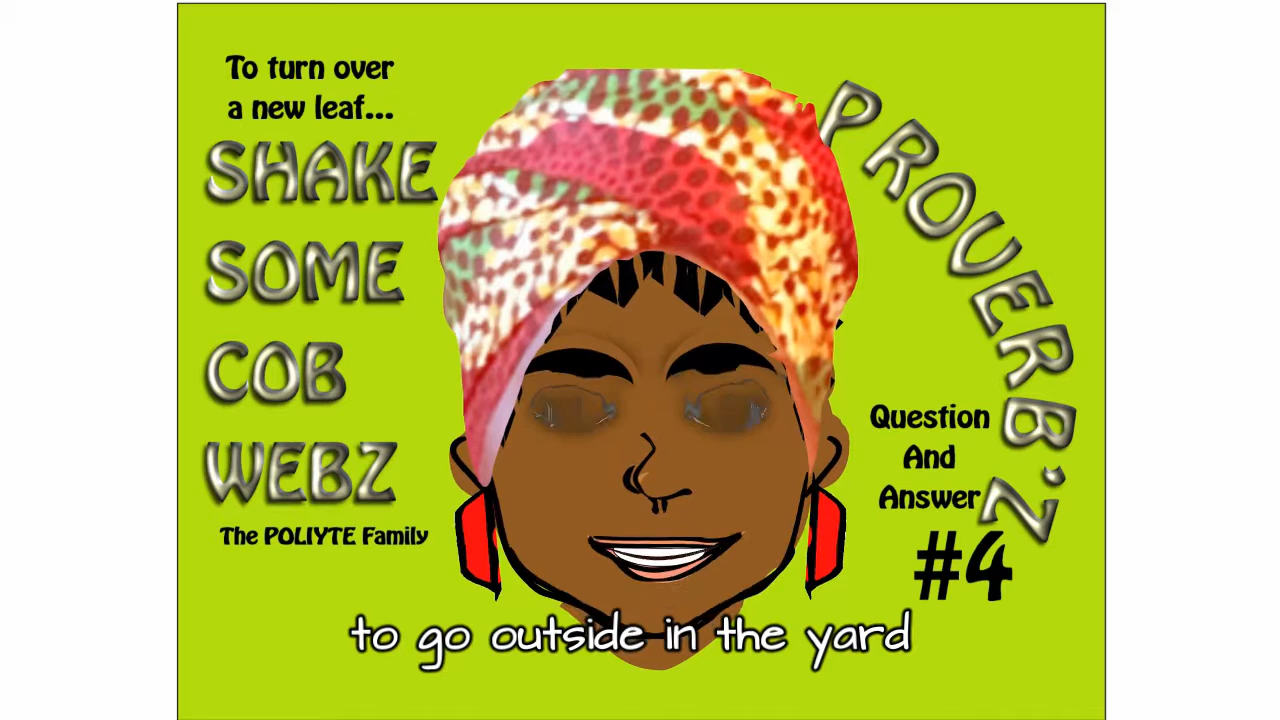 To turn over
a new leaf...
SHAKE
SOME
COB
WEBZ
The POLIYTE Family
PROVERB'Z
Question
And
Answer
#4
to go outside in the yard